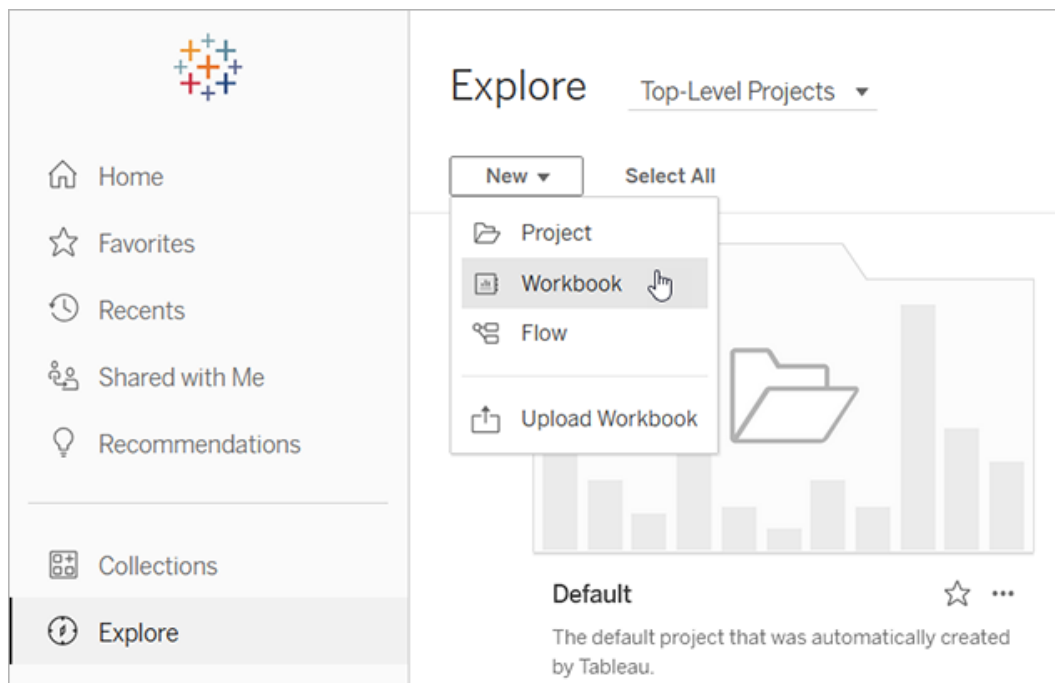 Home
Favorites
Recents
Shared with Me
Recommendations
Collections
Explore
Explore Top-Level Projects
New Select All
Project
Workbook
Flow
Upload Workbook
Default
The default project that was automatically created
by Tableau.